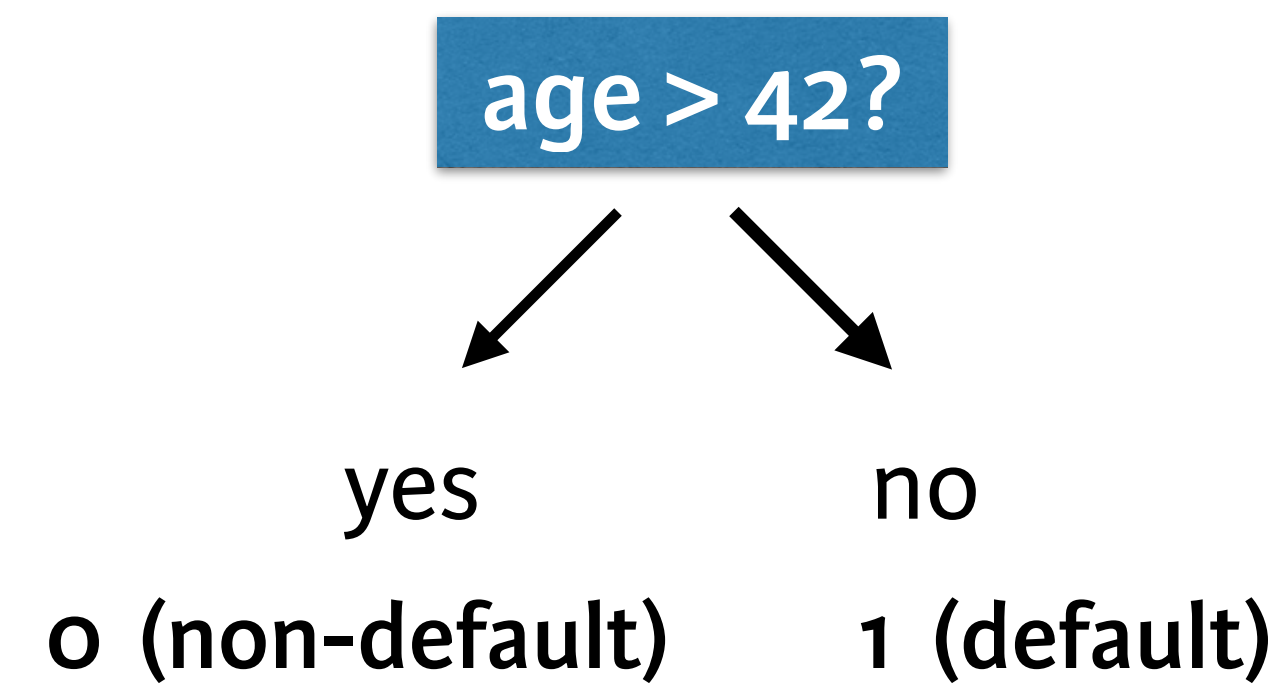 age > 42?
yes no
0 (non-default) 1 (default)